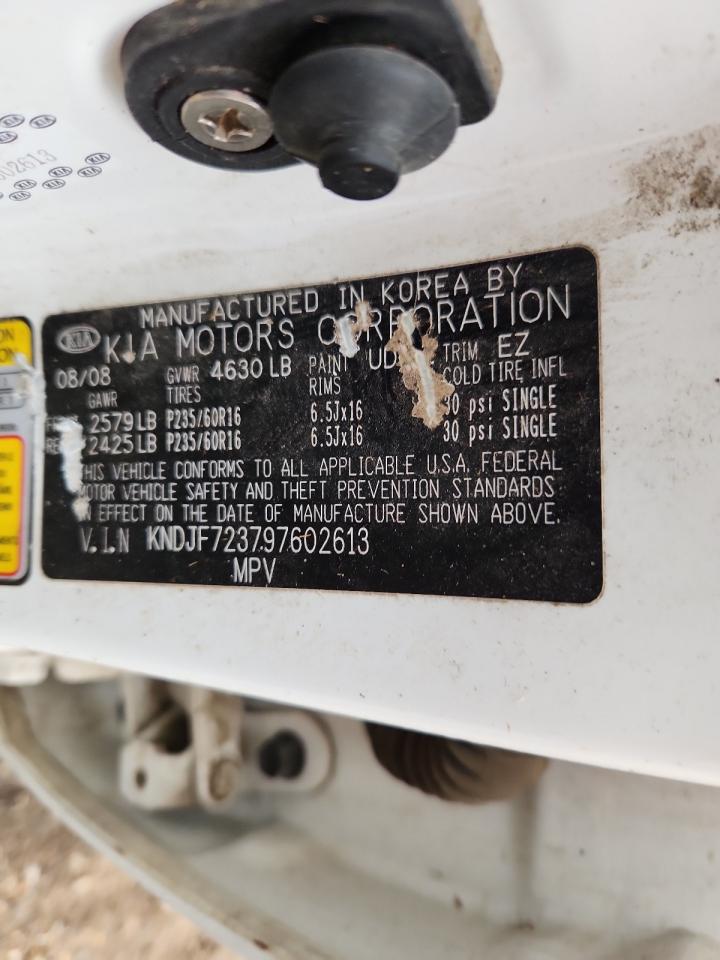 MANUFACTURED IN KOREA BY
KIA KIA MOTORS CORPORATION
08/08 GVWR 4630 LB PAINT UD TRIM EZ
GAWR TIRES RIMS COLD TIRE INFL
2579 LB P235/60R16 6.5Jx16 30 psi SINGLE
2425 LB P235/60R16 6.5Jx16 30 psi SINGLE
THIS VEHICLE CONFORMS TO ALL APPLICABLE U.S.A. FEDERAL
MOTOR VEHICLE SAFETY AND THEFT PREVENTION STANDARDS
IN EFFECT ON THE DATE OF MANUFACTURE SHOWN ABOVE.
V.I.N KNDJF723797602613
MPV